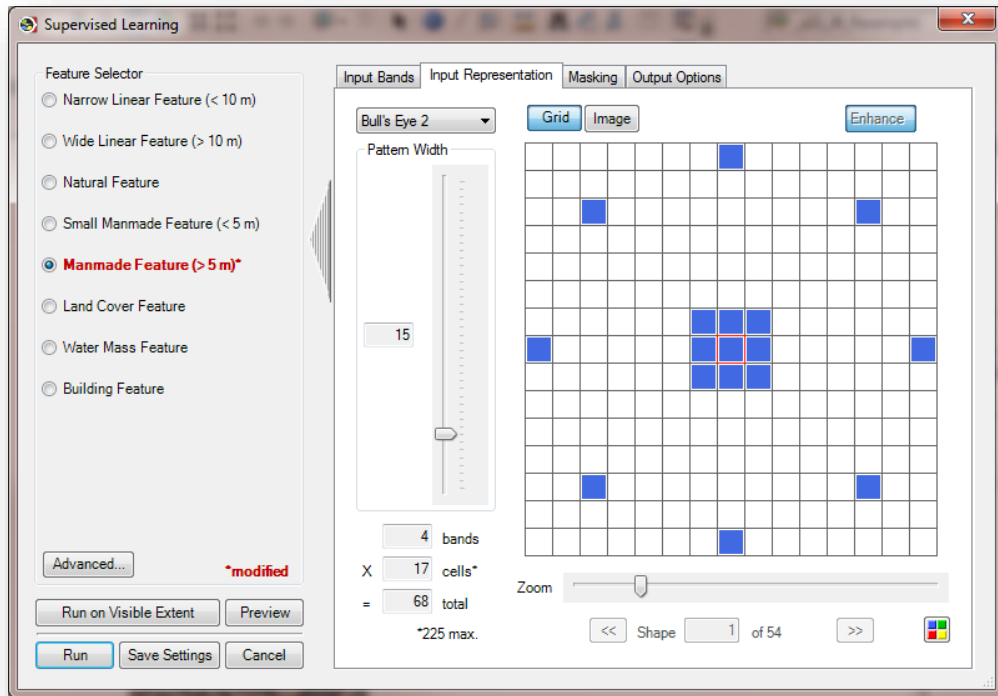 Supervised Learning
Feature Selector
Narrow Linear Feature (< 10 m)
Wide Linear Feature (> 10 m)
Natural Feature
Small Manmade Feature (< 5 m)
Manmade Feature (> 5 m)*
Land Cover Feature
Water Mass Feature
Building Feature
Advanced...
*modified
Run on Visible Extent Preview
Run Save Settings Cancel
Input Bands Input Representation Masking Output Options
Bull's Eye 2
Grid Image Enhance
Pattern Width
15
4 bands
X 17 cells*
= 68 total
*225 max.
Zoom
<< Shape 1 of 54 >>